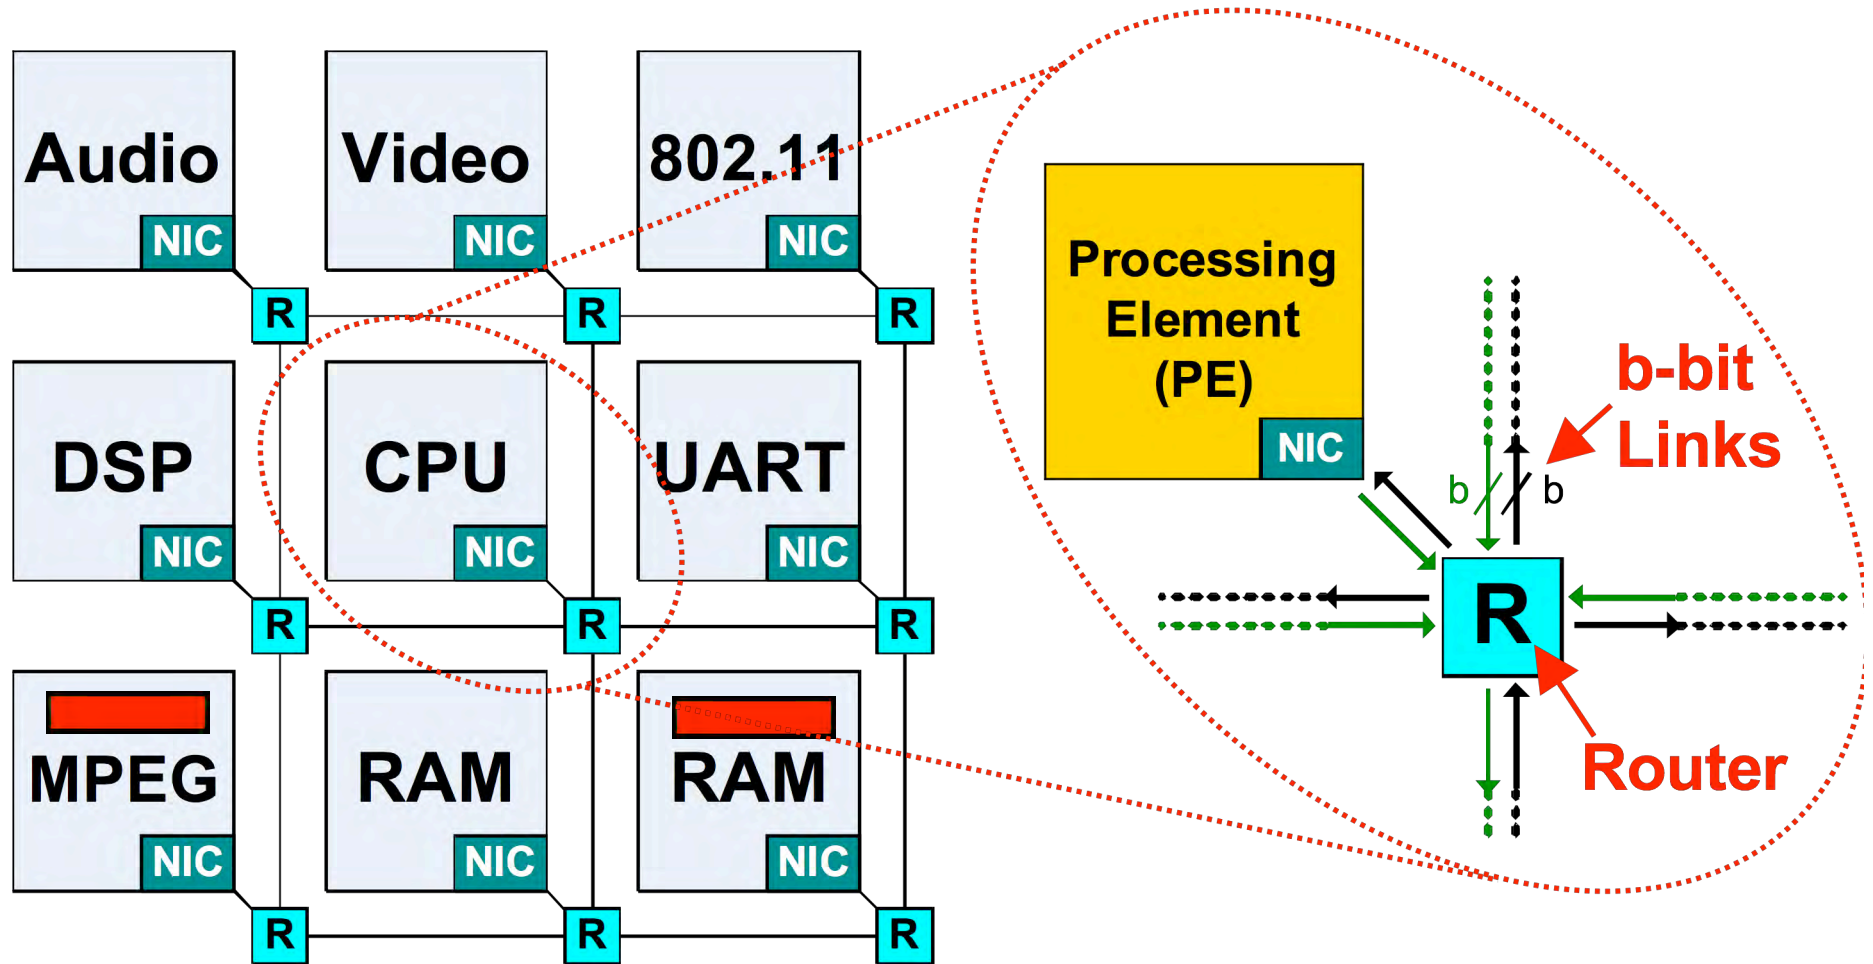 Audio
NIC
R
Video
NIC
R
802.11
NIC
R
DSP
NIC
R
CPU
NIC
R
UART
NIC
R
MPEG
NIC
R
RAM
NIC
R
RAM
NIC
R
Processing
Element
(PE)
NIC
b-bit
Links
b
b
R
Router